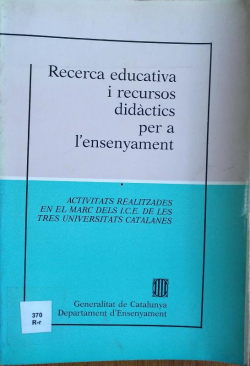 Recerca educativa
i recursos
didàctics
per a
l'ensenyament
ACTIVITATS REALITZADES
EN EL MARC DELS I.C.E. DE LES
TRES UNIVERSITATS CATALANES
Generalitat de Catalunya
Departament d'Ensenyament
370
R-r